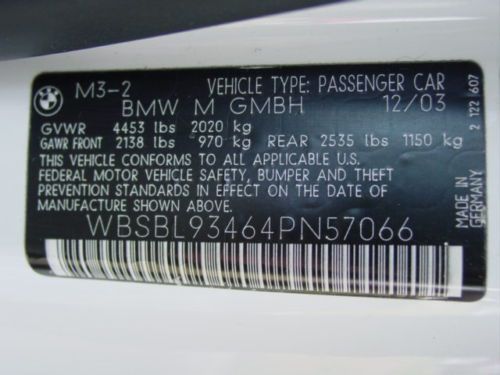 BMW
M3-2 VEHICLE TYPE: PASSENGER CAR
BMW M GMBH 12/03
GVWR 4453 lbs 2020 kg
GAWR FRONT 2138 lbs 970 kg REAR 2535 lbs 1150 kg
THIS VEHICLE CONFORMS TO ALL APPLICABLE
FEDERAL MOTOR VEHICLE SAFETY, BUMPER AND THEFT
PREVENTION STANDARDS IN EFFECT ON THE DATE OF
MANUFACTURE SHOWN ABOVE.
WBSBL93464PN57066
2 122 607
MADE IN
GERMANY